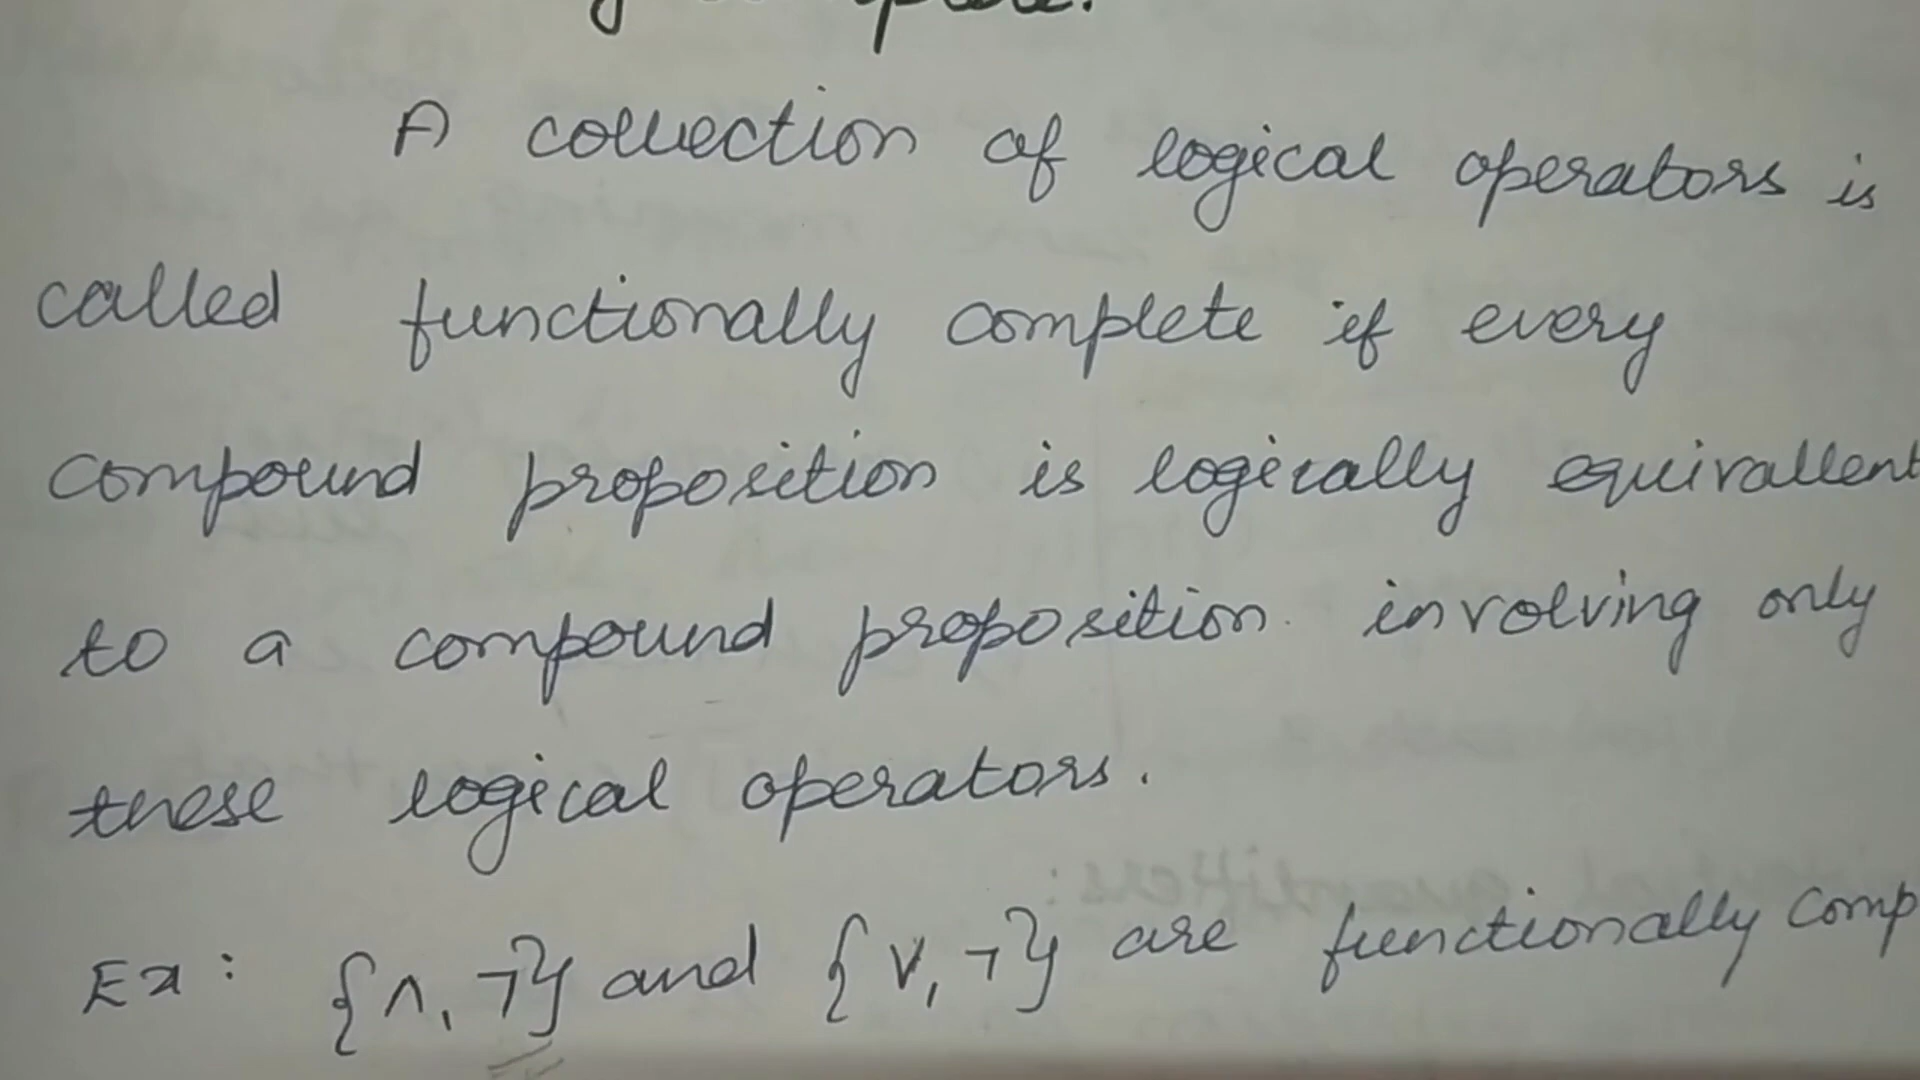 A collection of logical operators is
called functionally complete if every
compound proposition is logically equivallent
to a compound proposition involving only
these logical operators.
Ex: {∧, ¬} and {∨, ¬} are functionally comp